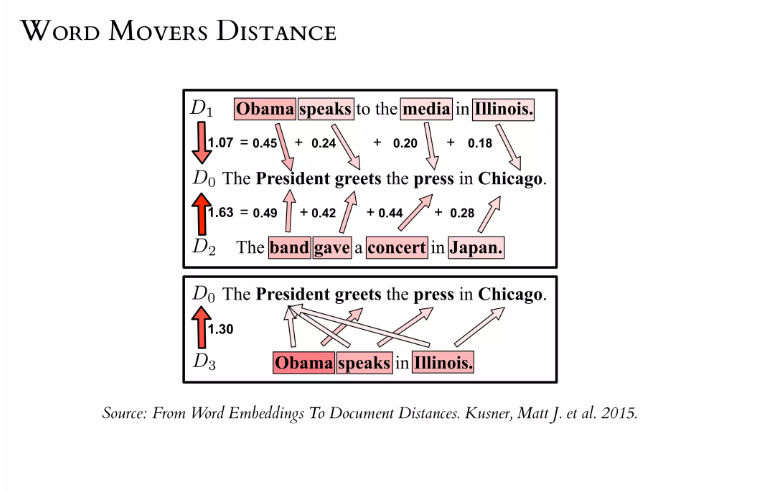 Word Movers Distance
D1 Obama speaks to the media in Illinois.
1.07 = 0.45 + 0.24 + 0.20 + 0.18
D0 The President greets the press in Chicago.
1.63 = 0.49 + 0.42 + 0.44 + 0.28
D2 The band gave a concert in Japan.
D0 The President greets the press in Chicago.
1.30
D3 Obama speaks in Illinois.
Source: From Word Embeddings To Document Distances. Kusner, Matt J. et al. 2015.